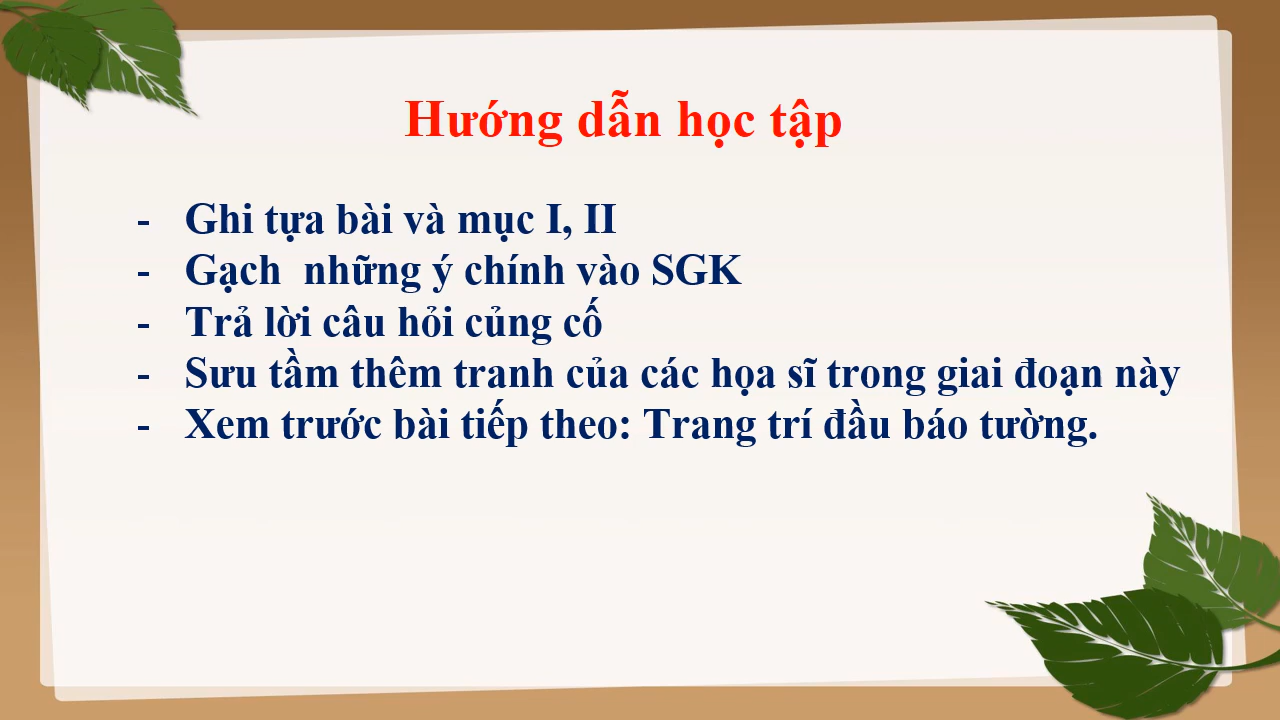 Hướng dẫn học tập
- Ghi tựa bài và mục I, II
- Gạch  những ý chính vào SGK
- Trả lời câu hỏi củng cố
- Sưu tầm thêm tranh của các họa sĩ trong giai đoạn này
- Xem trước bài tiếp theo: Trang trí đầu báo tường.